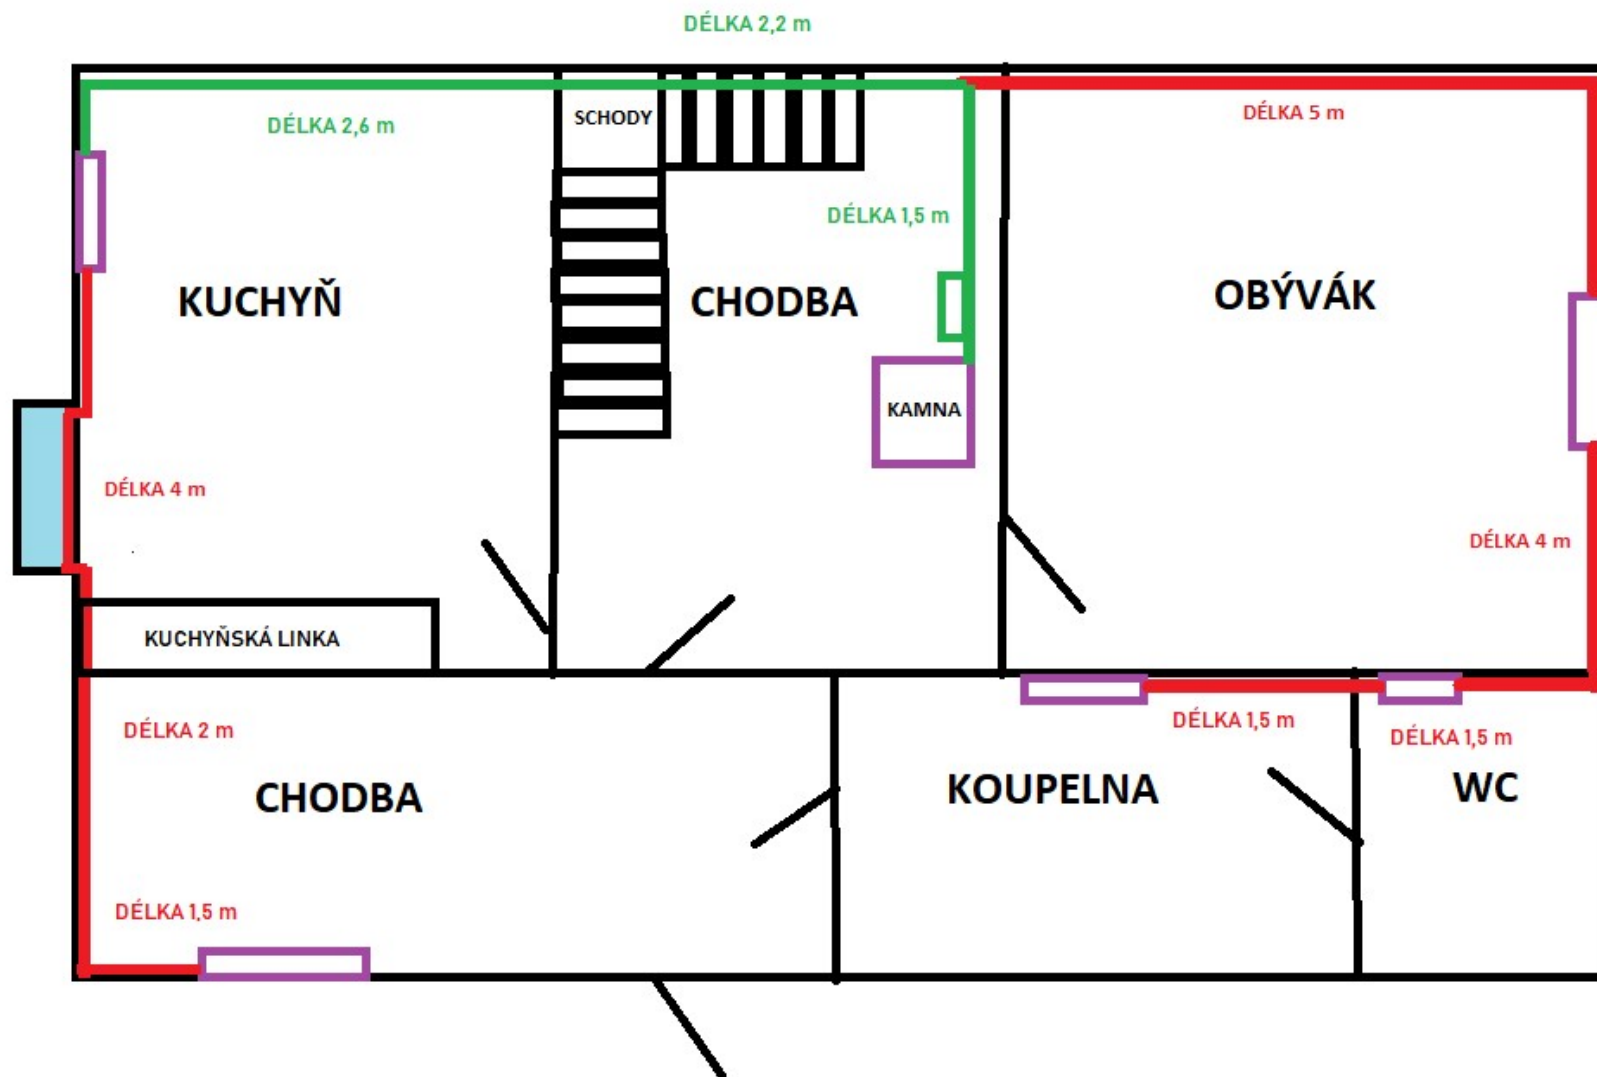 DÉLKA 2,2 m
DÉLKA 2,6 m
SCHODY
DÉLKA 5 m
DÉLKA 1,5 m
KUCHYŇ
CHODBA
OBÝVÁK
KAMNA
DÉLKA 4 m
DÉLKA 4 m
KUCHYŇSKÁ LINKA
DÉLKA 2 m
DÉLKA 1,5 m
DÉLKA 1,5 m
CHODBA
KOUPELNA
WC
DÉLKA 1,5 m